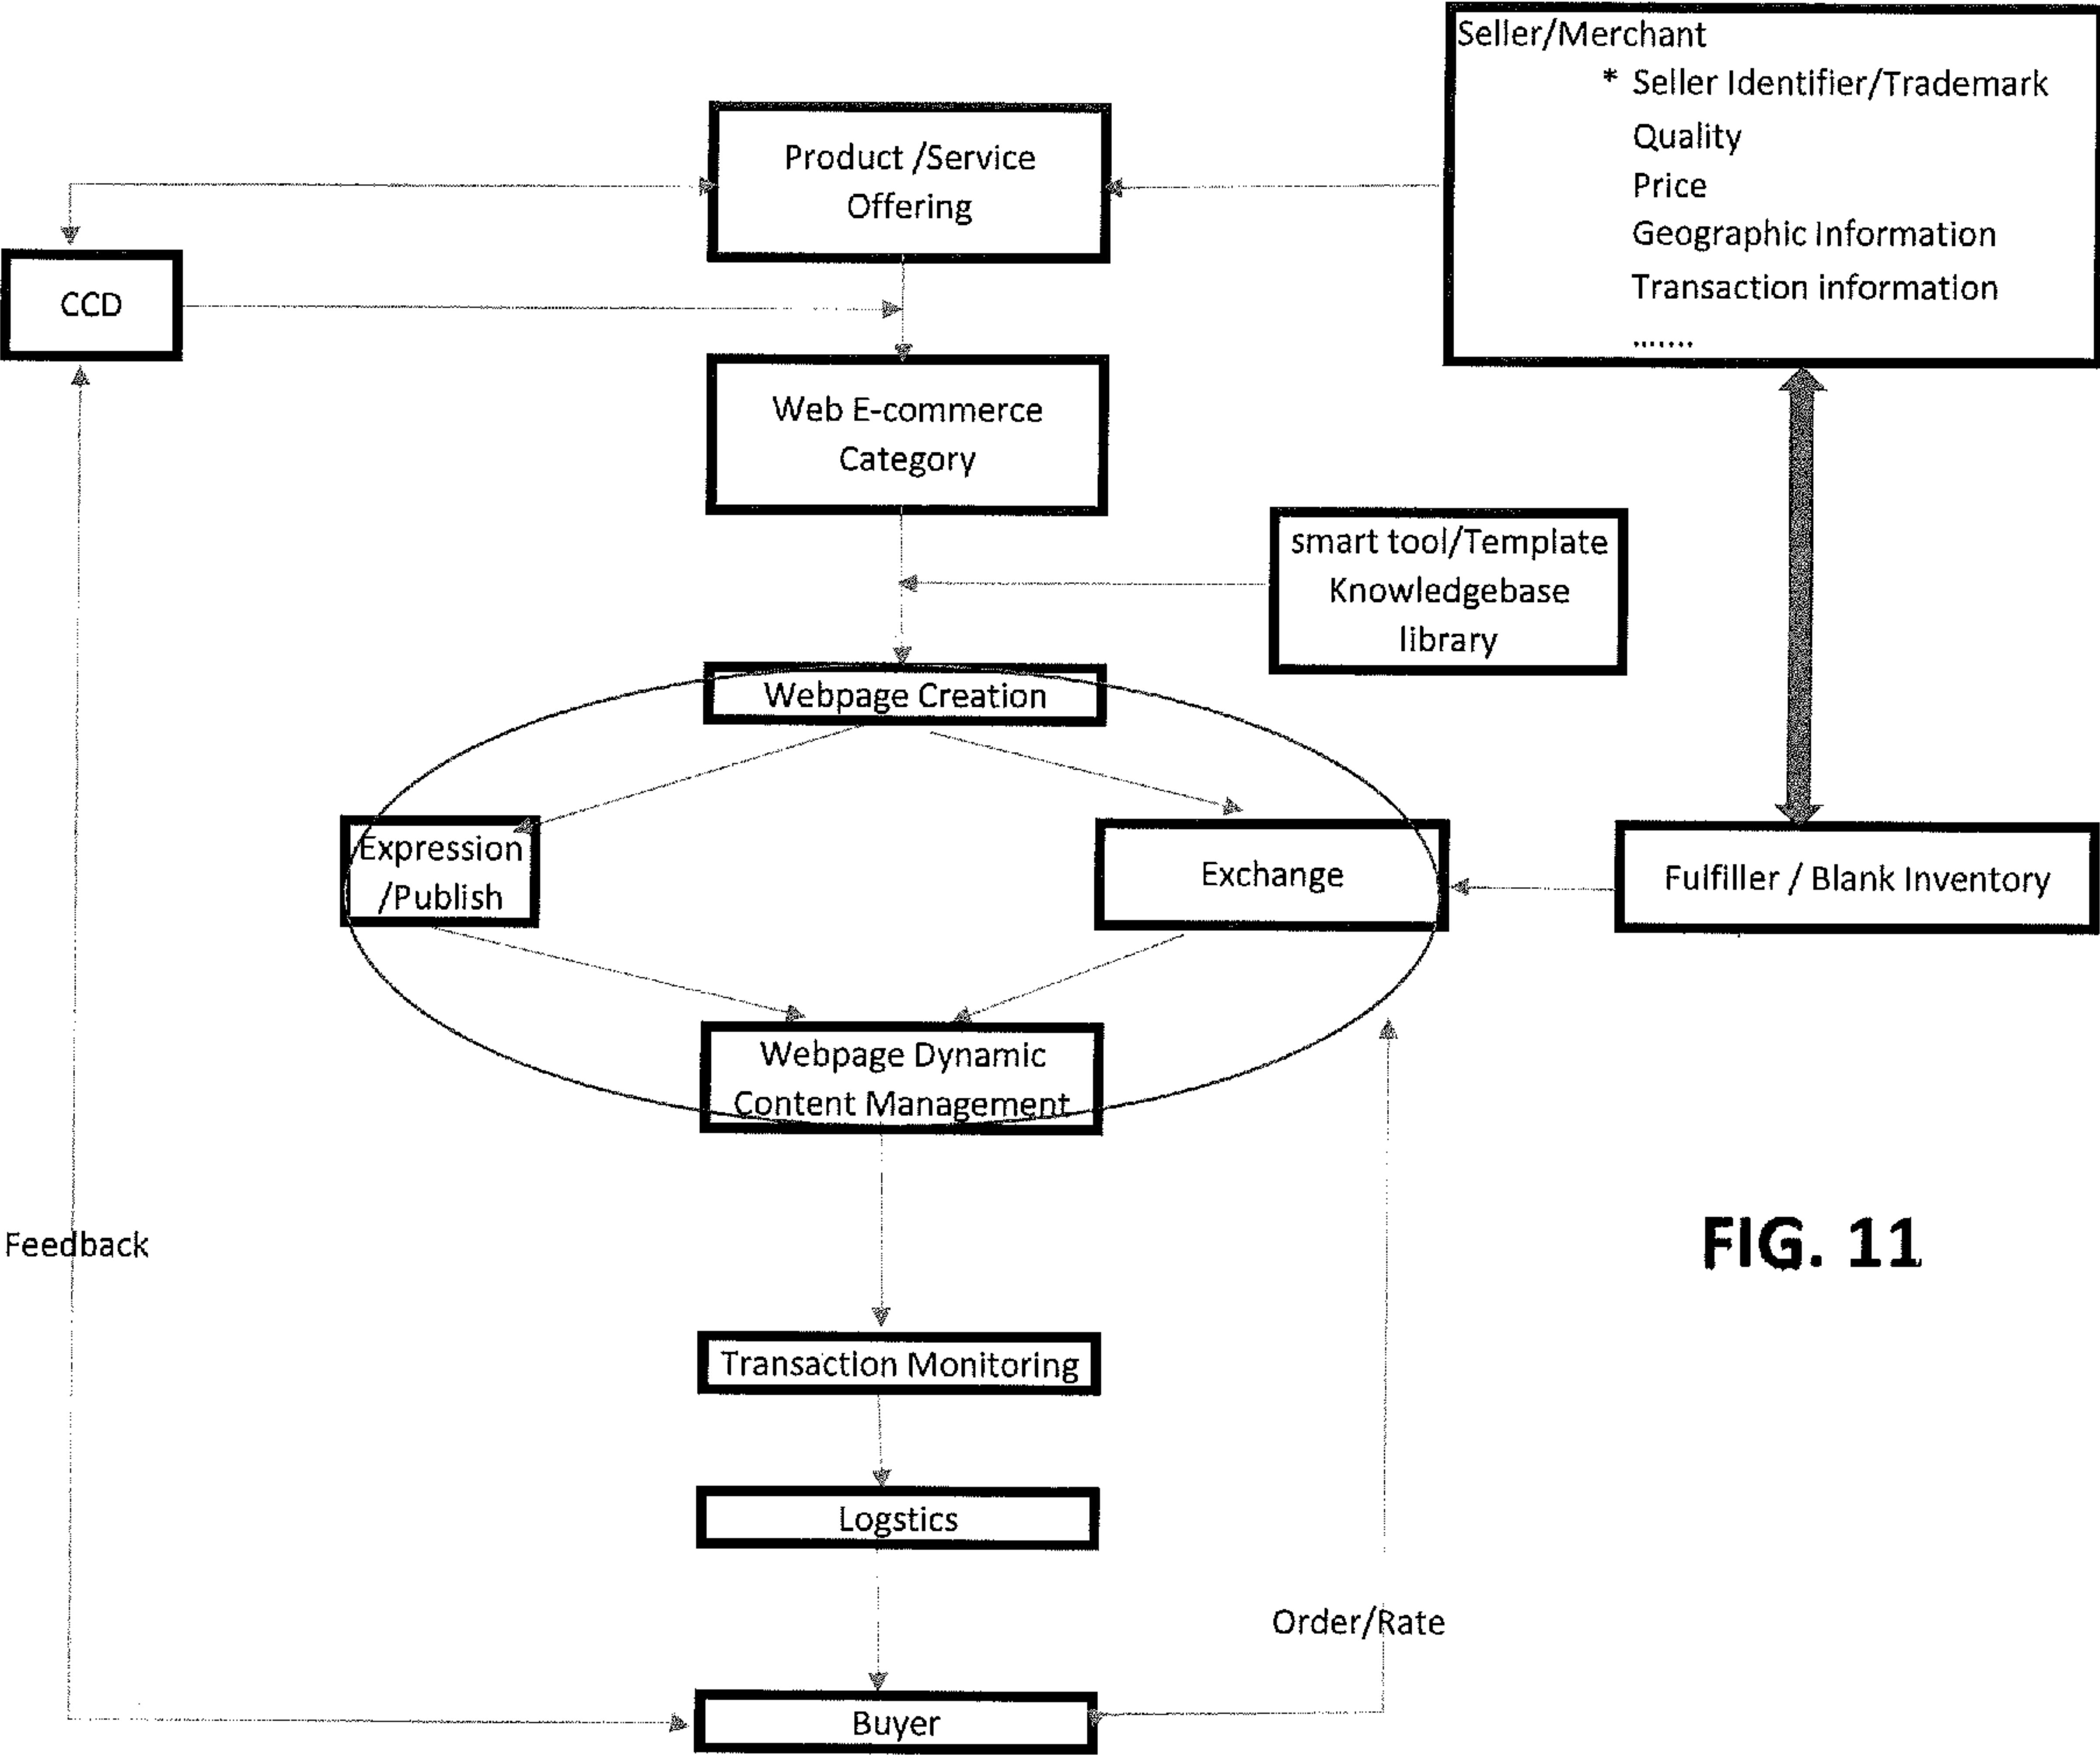 Seller/Merchant
* Seller Identifier/Trademark
Quality
Price
Geographic Information
Transaction information
.......
Product /Service
Offering
CCD
Web E-commerce
Category
smart tool/Template
Knowledgebase
library
Webpage Creation
Expression
/Publish
Exchange
Fulfiller / Blank Inventory
Webpage Dynamic
Content Management
Feedback
FIG. 11
Transaction Monitoring
Logstics
Order/Rate
Buyer